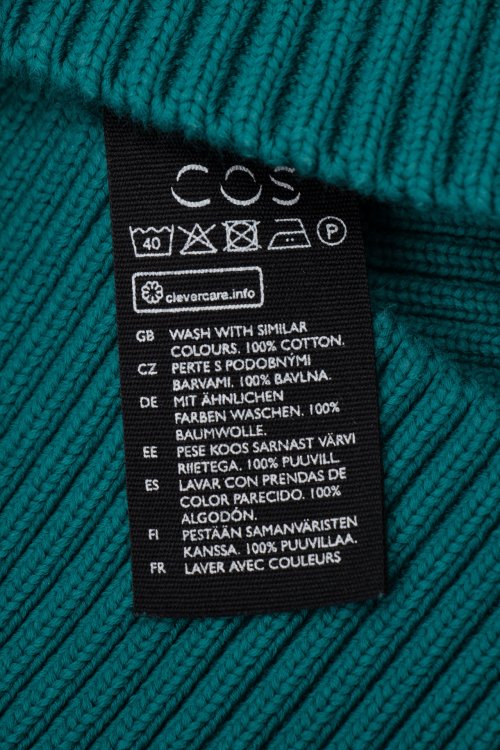 COS
40 P
clevercare.info
GB WASH WITH SIMILAR
COLOURS. 100% COTTON.
CZ PERTE S PODOBNÝMI
BARVAMI. 100% BAVLNA.
DE MIT ÄHNLICHEN
FARBEN WASCHEN. 100%
BAUMWOLLE.
EE PESE KOOS SARNAST VÄRVI
RIIETEGA. 100% PUUVILL.
ES LAVAR CON PRENDAS DE
COLOR PARECIDO. 100%
ALGODÓN.
FI PESTÄÄN SAMANVÄRISTEN
KANSSA. 100% PUUVILLAA.
FR LAVER AVEC COULEURS